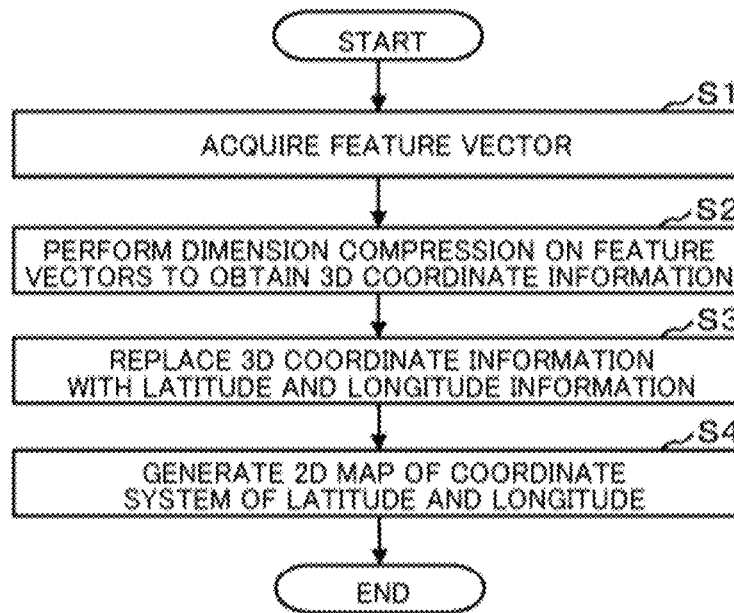 START
S1
ACQUIRE FEATURE VECTOR
S2
PERFORM DIMENSION COMPRESSION ON FEATURE
VECTORS TO OBTAIN 3D COORDINATE INFORMATION
S3
REPLACE 3D COORDINATE INFORMATION
WITH LATITUDE AND LONGITUDE INFORMATION
S4
GENERATE 2D MAP OF COORDINATE
SYSTEM OF LATITUDE AND LONGITUDE
END